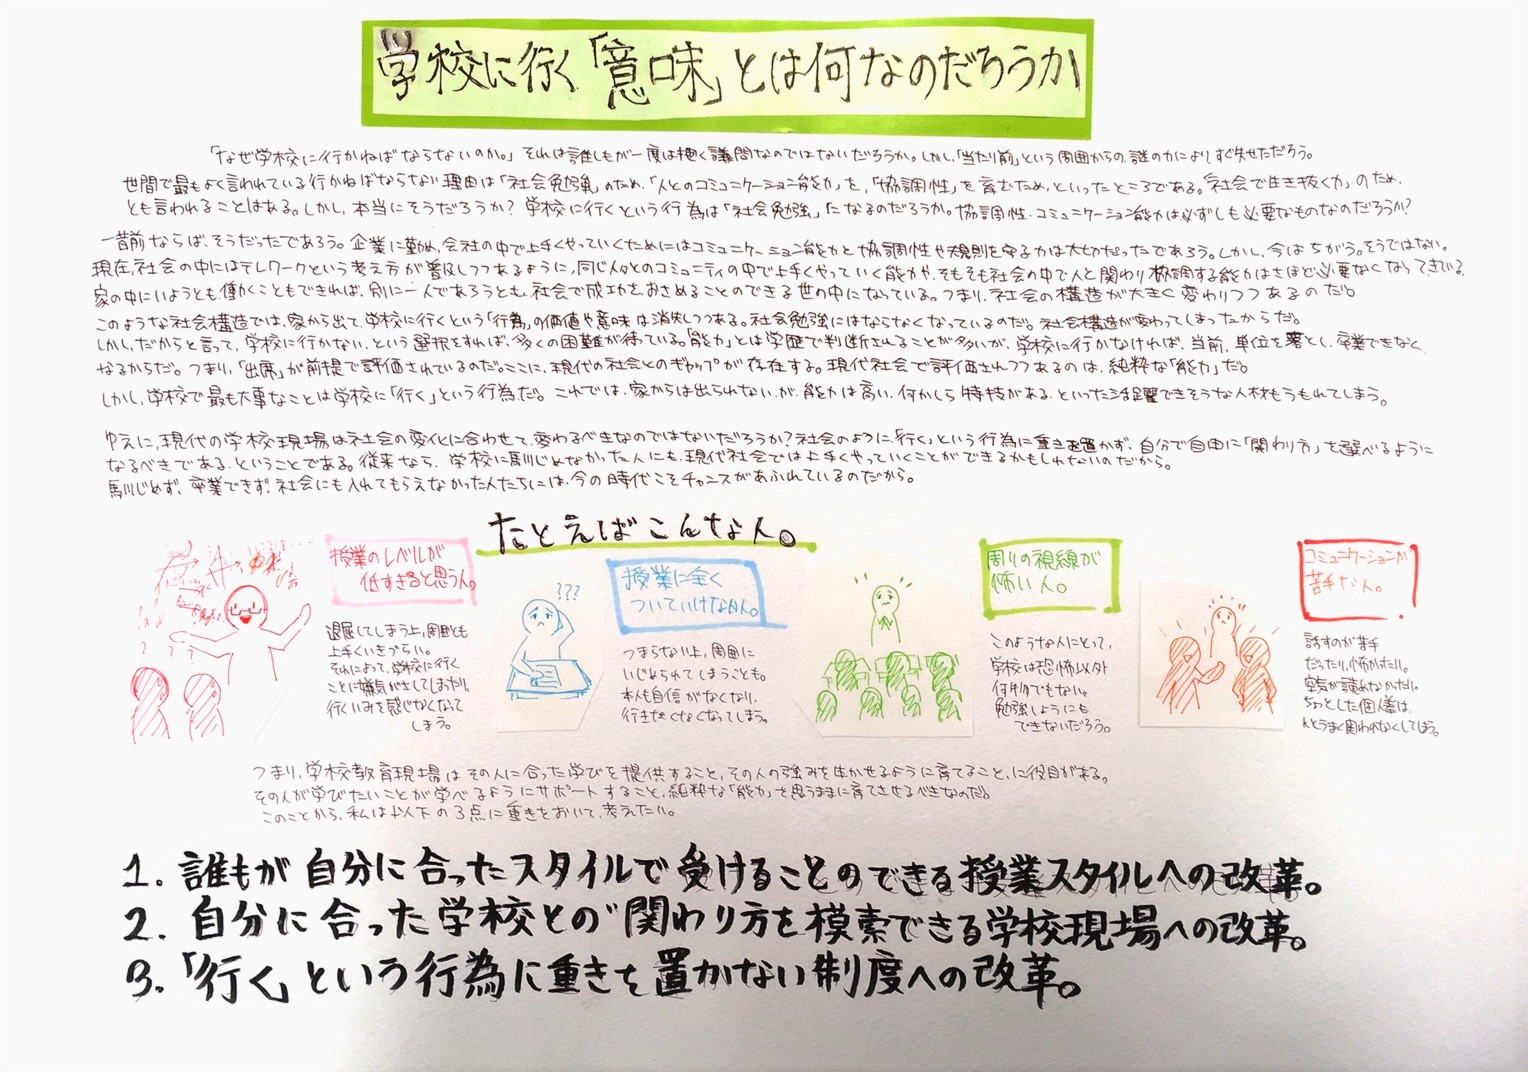 学校に行く「意味」とは何なのだろうか
「なぜ学校に行かねばならないのか。」それは誰しもが一度は抱く議問なのではないだろうか。しかし、「当たり前」という周囲からの謎の力により、すぐ失せただろう。
世間で最もよく言われている行かねばならない理由は「社会勉強」のため、「人とのコミュニケーション能力」を、「協調性」を育むため、といったところである。「社会で生き抜く力」のため、
とも言われることはある。しかし、本当にそうだろうか？学校に行くという行為は「社会勉強」になるのだろうか。協調性・コミュニケーション能力は必ずしも必要なものなのだろうか？
一昔前ならば、そうだったであろう。企業に勤め、会社の中で上手くやっていくためにはコミュニケーション能力と協調性や規則を守る力は大切だったであろう。しかし、今はちがう。そうではない。
現在、社会の中にはテレワークという考え方が普及しつつあるように、同じ人々とのコミュニティの中で上手くやっていく能力や、そもそも社会の中で人と関わり協調する能力はさほど必要なくなってきている。
家の中にいようとも、働くこともできれば、別に一人であろうとも、社会で成功をおさめることのできる世の中になっている。つまり、社会の構造が大きく変わりつつあるのだ。
このような社会構造では、家から出て、学校に行くという「行為」の価値や意味は消失しつつある。社会勉強にはならなくなっているのだ。社会構造が変わってしまったからだ。
しかし、だからと言って、学校に行かない、という選択をすれば、多くの困難が待っている。「能力」とは学歴で判断されることが多いが、学校に行かなければ、当前、単位を落とし、卒業できなく
なるからだ。つまり、「出席」が前提で評価されているのだ。ここに、現代の社会とのギャップが存在する。現代社会で評価されつつあるのは、純粋な「能力」だ。
しかし、学校で最も大事なことは学校に「行く」という行為だ。これでは、家からは出られないが、能力は高い、何かしら特技がある、といった活躍できそうな人材もうもれてしまう。
ゆえに、現代の学校現場は社会の変化に合わせて、変わるべきなのではないだろうか？社会のように、「行く」という行為に重きを置かず、自分で自由に「関わり方」を選べるように
なるべきである、ということである。従来なら、学校に馴じめなかった人にも、現代社会では上手くやっていくことができるかもしれないのだから。
馴じめず、卒業できず、社会にも入れてもらえなかった人たちには、今の時代こそチャンスがあふれているのだから。
たとえばこんな人。
授業のレベルが
低すぎると思う人。
退屈してしまう上、周囲とも
上手くいきづらい。
それによって、学校に行く
ことに嫌気がさしてしまったり、
行くいみを感じなくなって
しまう。
???
授業に全く
ついていけない人。
つまらない上、周囲に
いじめられてしまうことも。
本人も自信がなくなり、
行きたくなくなってしまう。
周りの視線が
怖い人。
このような人にとって、
学校は恐怖以外
何物でもない。
勉強しようにも
できないだろう。
コミュニケーションが
苦手な人。
話すのが苦手
だったり、怖かったり。
空気が読めなかったり。
ちょっとした個人差は、
人とうまく関われなくしてしまう。
つまり、学校教育現場はその人に合った学びを提供すること、その人の強みを生かせるように育てること、に役目がある。
その人が学びたいことが学べるようにサポートすること、純粋な「能力」を思うままに育てさせるべきなのだ。
このことから、私は以下の3点に重きをおいて、考えたい。
1. 誰もが自分に合ったスタイルで受けることのできる授業スタイルへの改革。
2. 自分に合った学校との関わり方を模索できる学校現場への改革。
3. 「行く」という行為に重きを置かない制度への改革。